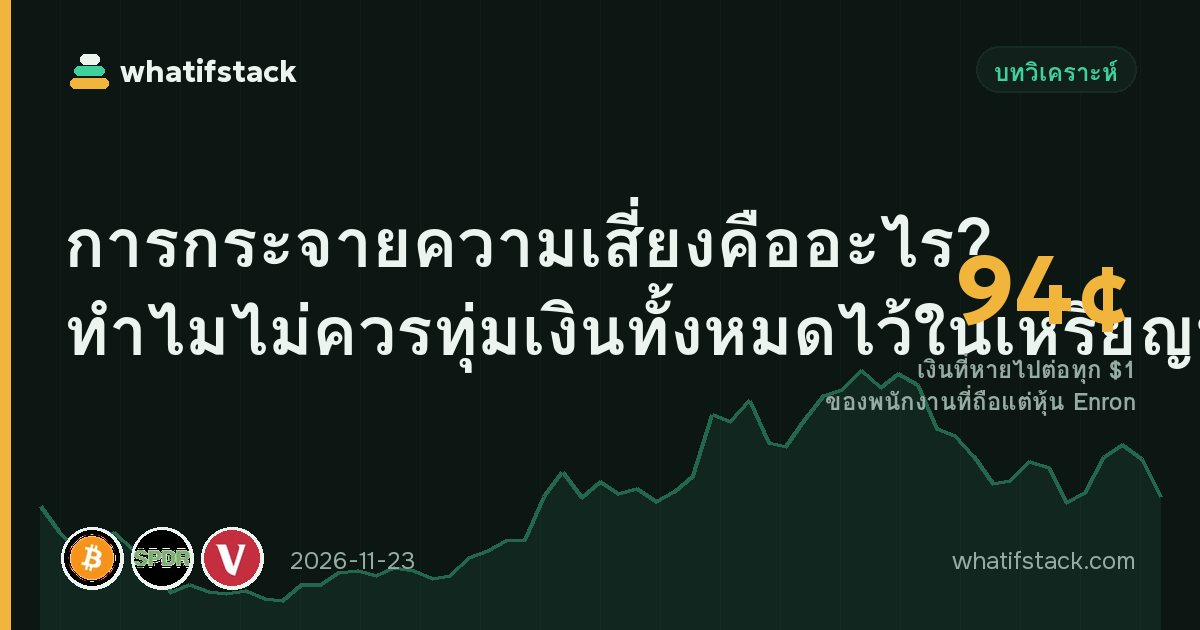 whatifstack
บทวิเคราะห์
การกระจายความเสี่ยงคืออะไร?
ทำไมไม่ควรทุ่มเงินทั้งหมดไว้ในเหรียญ
94¢
เงินที่หายไปต่อทุก $1
ของพนักงานที่ถือแต่หุ้น Enron
SPDR
V
2026-11-23
whatifstack.com